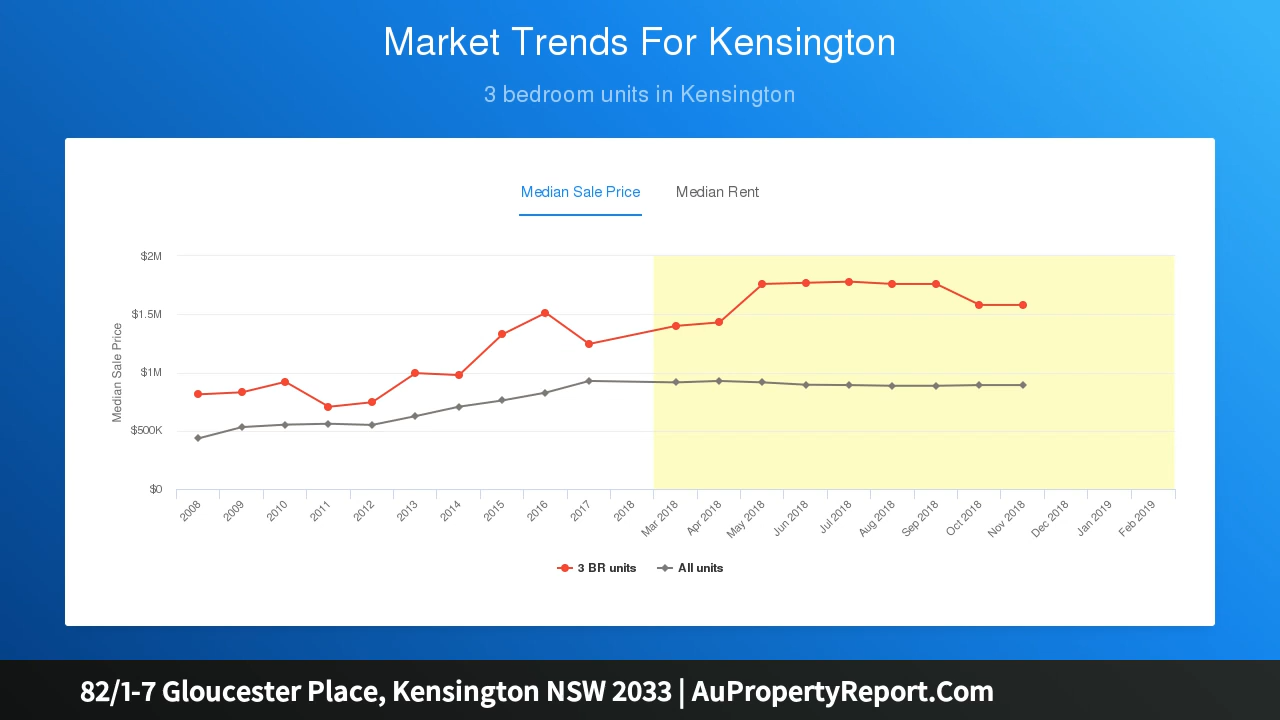 Market Trends For Kensington
3 bedroom units in Kensington
Median Sale Price
Median Rent
Median Sale Price
$2M
$1.5M
$1M
$500K
$0
2008
2009
2010
2011
2012
2013
2014
2015
2016
2017
2018
Mar 2018
Apr 2018
May 2018
Jun 2018
Jul 2018
Aug 2018
Sep 2018
Oct 2018
Nov 2018
Dec 2018
Jan 2019
Feb 2019
3 BR units
All units
82/1-7 Gloucester Place, Kensington NSW 2033 | AuPropertyReport.Com